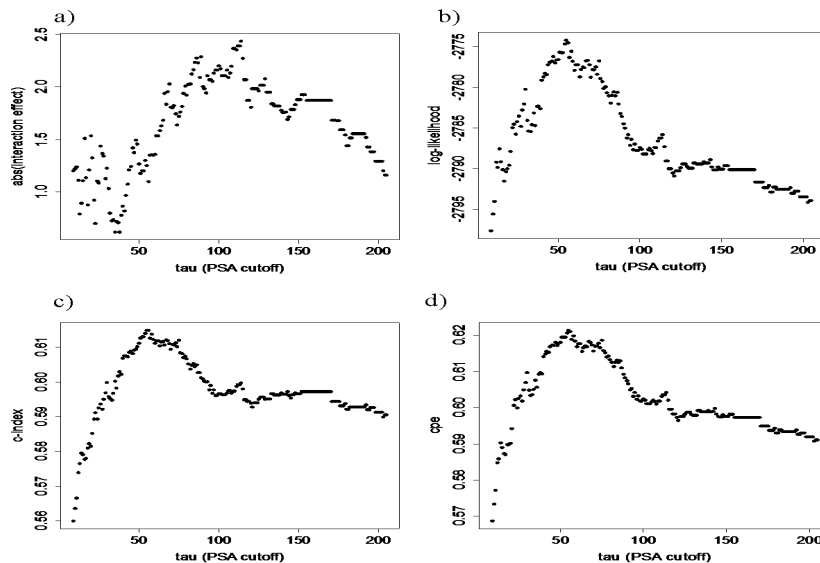 a)
2.5
2.0
1.5
1.0
abs(interaction effect)
50 100 150 200
tau (PSA cutoff)
b)
-2775
-2780
-2785
-2790
-2795
log-likelihood
50 100 150 200
tau (PSA cutoff)
c)
0.61
0.60
0.59
0.58
0.57
0.56
c-index
50 100 150 200
tau (PSA cutoff)
d)
0.62
0.61
0.60
0.59
0.58
0.57
cpe
50 100 150 200
tau (PSA cutoff)